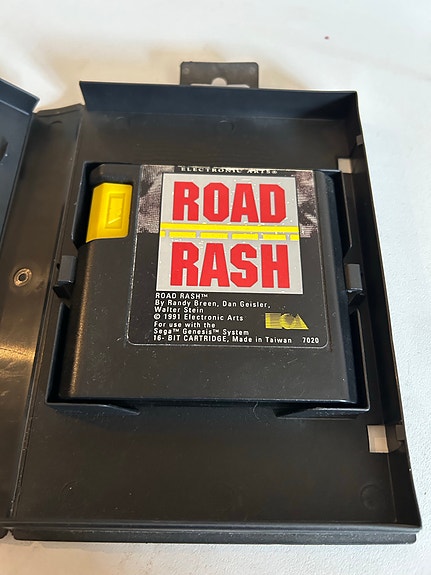 ELECTRONIC ARTS®
ROAD
RASH
ROAD RASH™
By Randy Breen, Dan Geisler,
Walter Stein
© 1991 Electronic Arts
For use with the
Sega™ Genesis™ System
16- BIT CARTRIDGE, Made in Taiwan 7020
EA